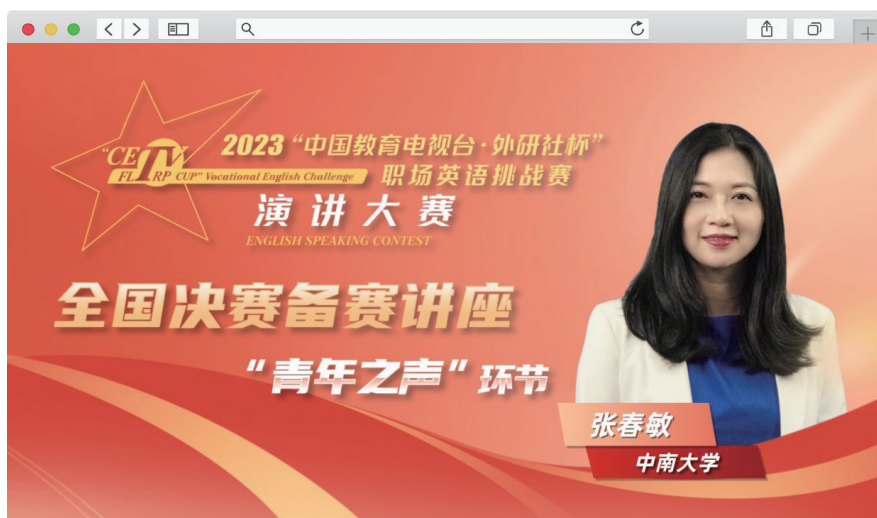 2023“中国教育电视台·外研社杯”
“CETV
FLTRP CUP” Vocational English Challenge
职场英语挑战赛
演讲大赛
ENGLISH SPEAKING CONTEST
全国决赛备赛讲座
“青年之声”环节
张春敏
中南大学